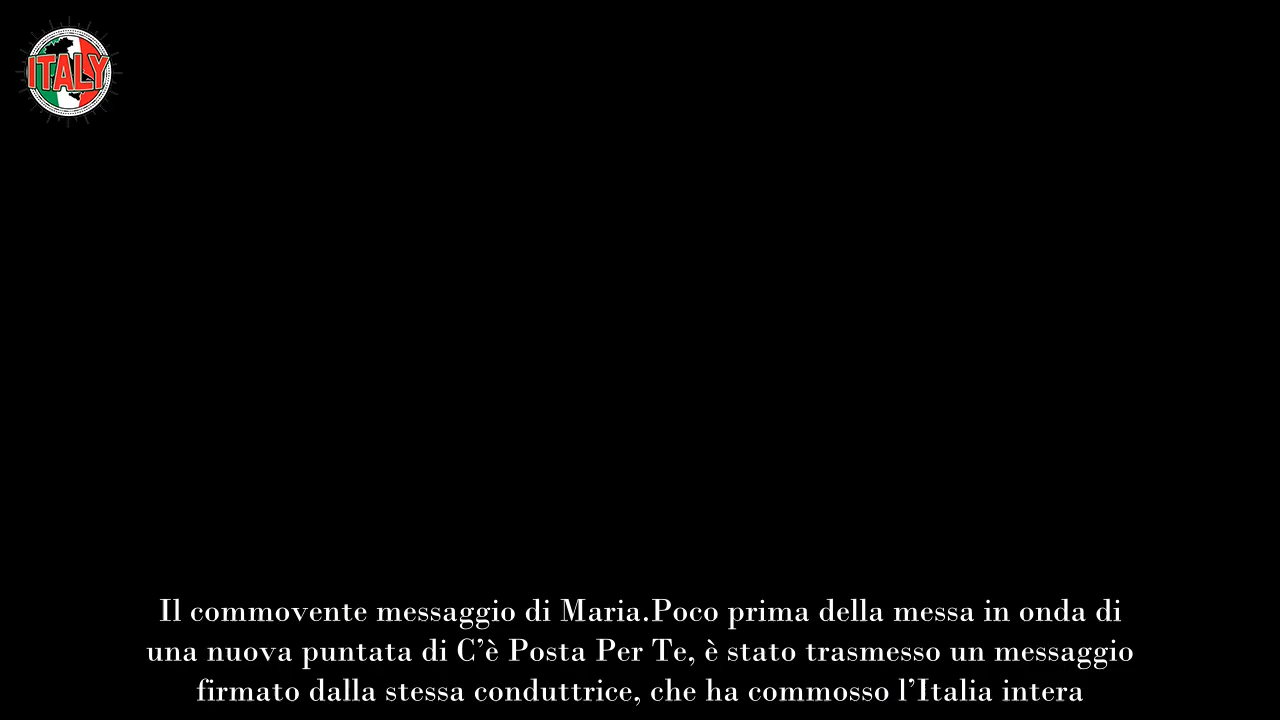 ITALY
Il commovente messaggio di Maria.Poco prima della messa in onda di
una nuova puntata di C’è Posta Per Te, è stato trasmesso un messaggio
firmato dalla stessa conduttrice, che ha commosso l’Italia intera